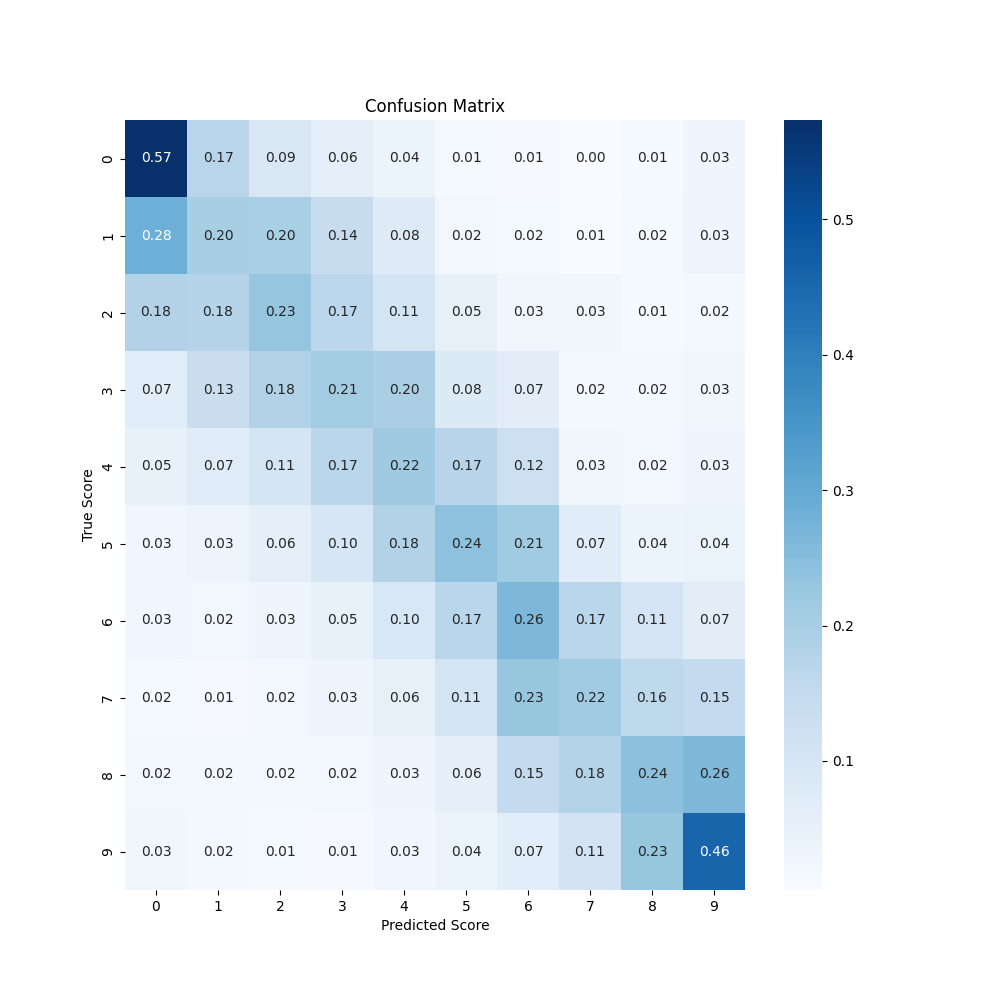 Confusion Matrix
0 0.57 0.17 0.09 0.06 0.04 0.01 0.01 0.00 0.01 0.03
1 0.28 0.20 0.20 0.14 0.08 0.02 0.02 0.01 0.02 0.03
2 0.18 0.18 0.23 0.17 0.11 0.05 0.03 0.03 0.01 0.02
3 0.07 0.13 0.18 0.21 0.20 0.08 0.07 0.02 0.02 0.03
4 0.05 0.07 0.11 0.17 0.22 0.17 0.12 0.03 0.02 0.03
5 0.03 0.03 0.06 0.10 0.18 0.24 0.21 0.07 0.04 0.04
6 0.03 0.02 0.03 0.05 0.10 0.17 0.26 0.17 0.11 0.07
7 0.02 0.01 0.02 0.03 0.06 0.11 0.23 0.22 0.16 0.15
8 0.02 0.02 0.02 0.02 0.03 0.06 0.15 0.18 0.24 0.26
9 0.03 0.02 0.01 0.01 0.03 0.04 0.07 0.11 0.23 0.46
0 1 2 3 4 5 6 7 8 9
Predicted Score
True Score
0.5
0.4
0.3
0.2
0.1